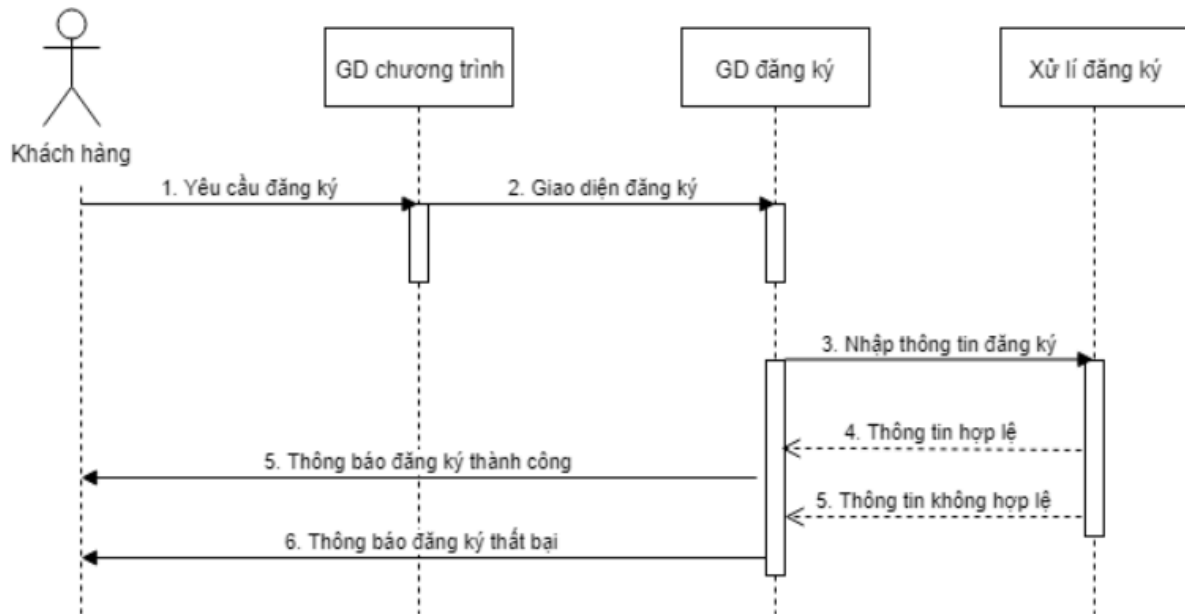 GD chương trình
GD đăng ký
Xử lí đăng ký
Khách hàng
1. Yêu cầu đăng ký
2. Giao diện đăng ký
3. Nhập thông tin đăng ký
4. Thông tin hợp lệ
5. Thông báo đăng ký thành công
5. Thông tin không hợp lệ
6. Thông báo đăng ký thất bại